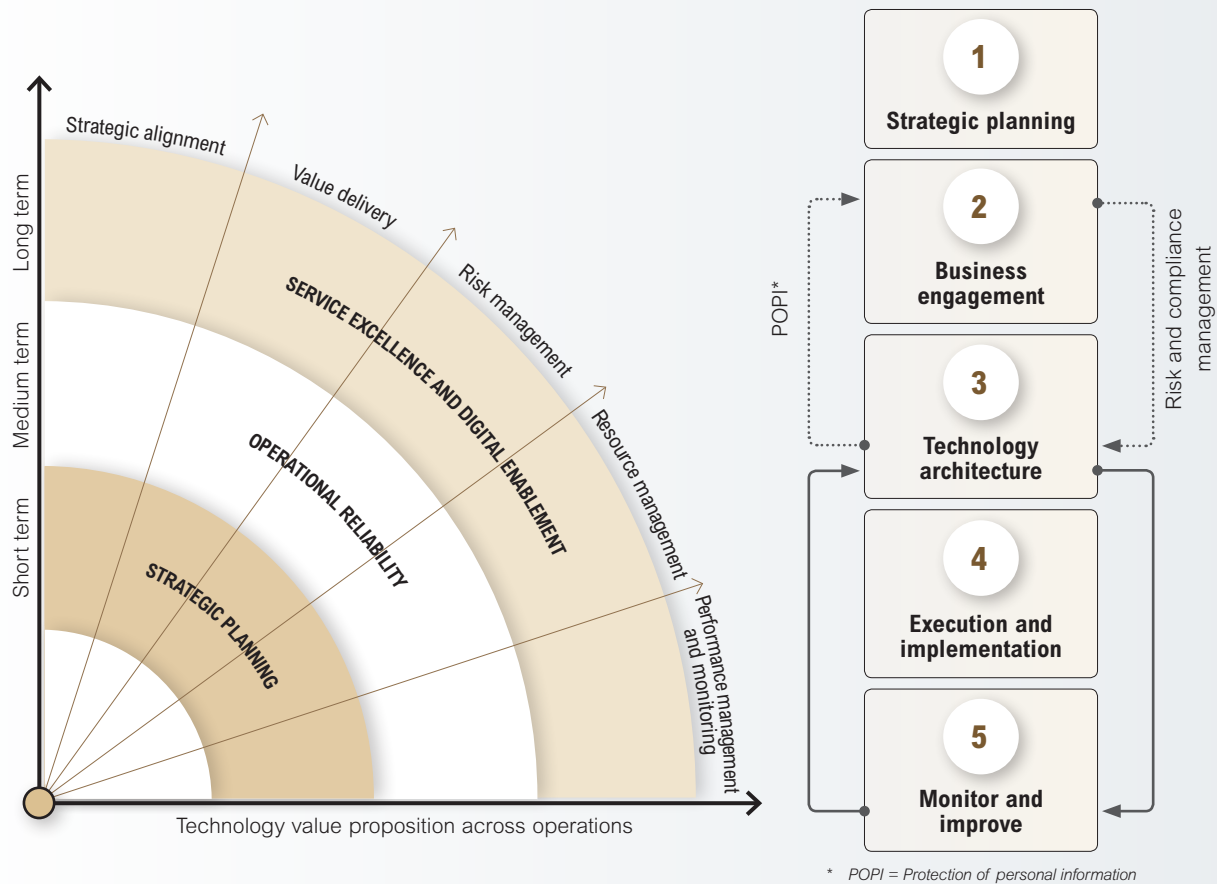 Strategic alignment
Value delivery
Risk management
Resource management
Performance management
and monitoring
Long term
Medium term
Short term
SERVICE EXCELLENCE AND DIGITAL ENABLEMENT
OPERATIONAL RELIABILITY
STRATEGIC PLANNING
Technology value proposition across operations
1
Strategic planning
2
Business
engagement
3
Technology
architecture
4
Execution and
implementation
5
Monitor and
improve
POPI*
Risk and compliance
management
* POPI = Protection of personal information